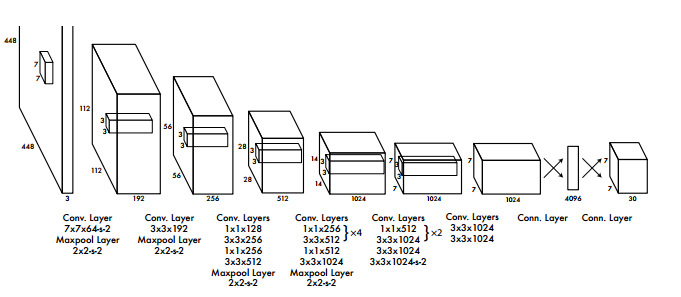 448
448
7
7
3
112
112
3
3
192
56
56
3
3
256
28
28
3
3
512
14
14
3
3
1024
7
7
3
3
1024
7
7
1024
4096
7
7
30
Conv. Layer
7x7x64-s-2
Maxpool Layer
2x2-s-2
Conv. Layer
3x3x192
Maxpool Layer
2x2-s-2
Conv. Layers
1x1x128
3x3x256
1x1x256
3x3x512
Maxpool Layer
2x2-s-2
Conv. Layers
1x1x256
3x3x512
}x4
1x1x512
3x3x1024
Maxpool Layer
2x2-s-2
Conv. Layers
1x1x512
3x3x1024
}x2
3x3x1024
3x3x1024-s-2
Conv. Layers
3x3x1024
3x3x1024
Conn. Layer
Conn. Layer